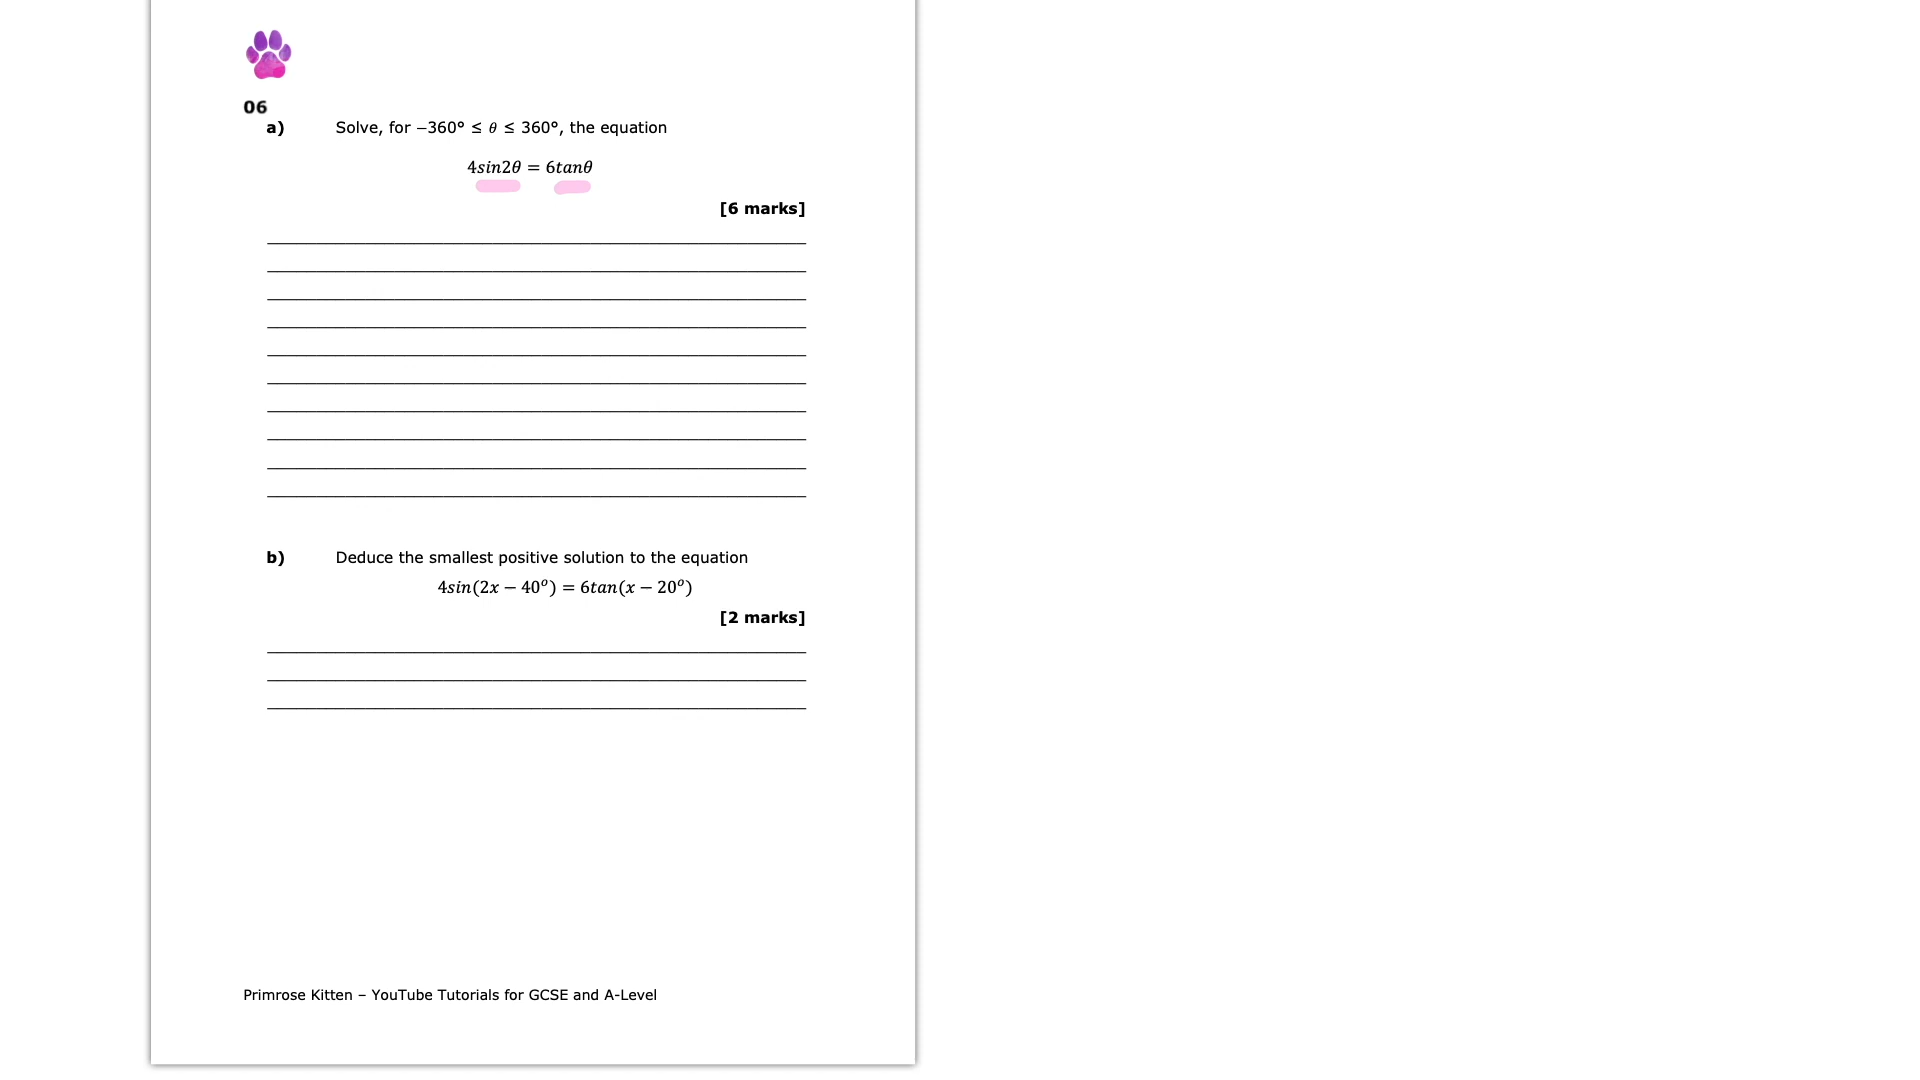 06
a) Solve, for −360° ≤ θ ≤ 360°, the equation
4sin2θ = 6tanθ
[6 marks]
b) Deduce the smallest positive solution to the equation
4sin(2x − 40°) = 6tan(x − 20°)
[2 marks]
Primrose Kitten – YouTube Tutorials for GCSE and A-Level